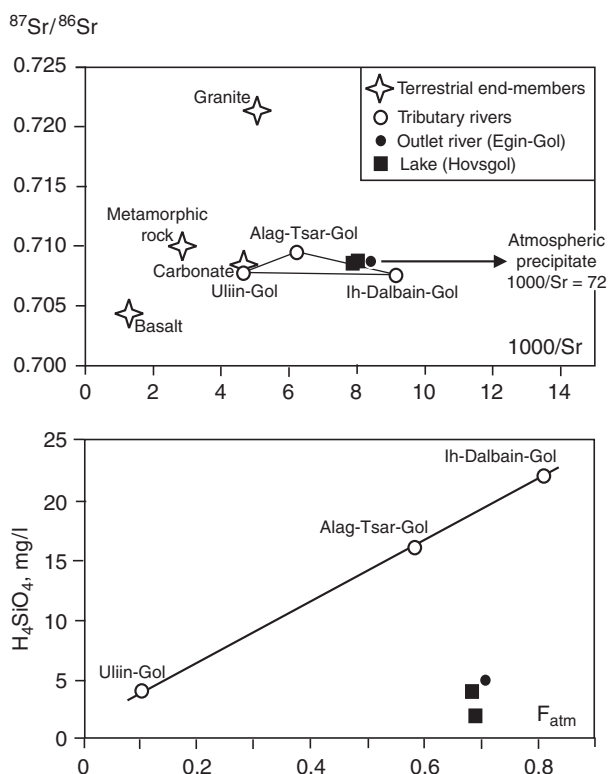 ⁸⁷Sr/⁸⁶Sr
0.725
0.720
0.715
0.710
0.705
0.700
Granite
Metamorphic
rock
Carbonate
Basalt
Alag-Tsar-Gol
Uliin-Gol
Ih-Dalbain-Gol
Terrestrial end-members
Tributary rivers
Outlet river (Egin-Gol)
Lake (Hovsgol)
Atmospheric
precipitate
1000/Sr = 72
1000/Sr
0 2 4 6 8 10 12 14
H₄SiO₄, mg/l
25
20
15
10
5
0
Ih-Dalbain-Gol
Alag-Tsar-Gol
Uliin-Gol
Fatm
0 0.2 0.4 0.6 0.8